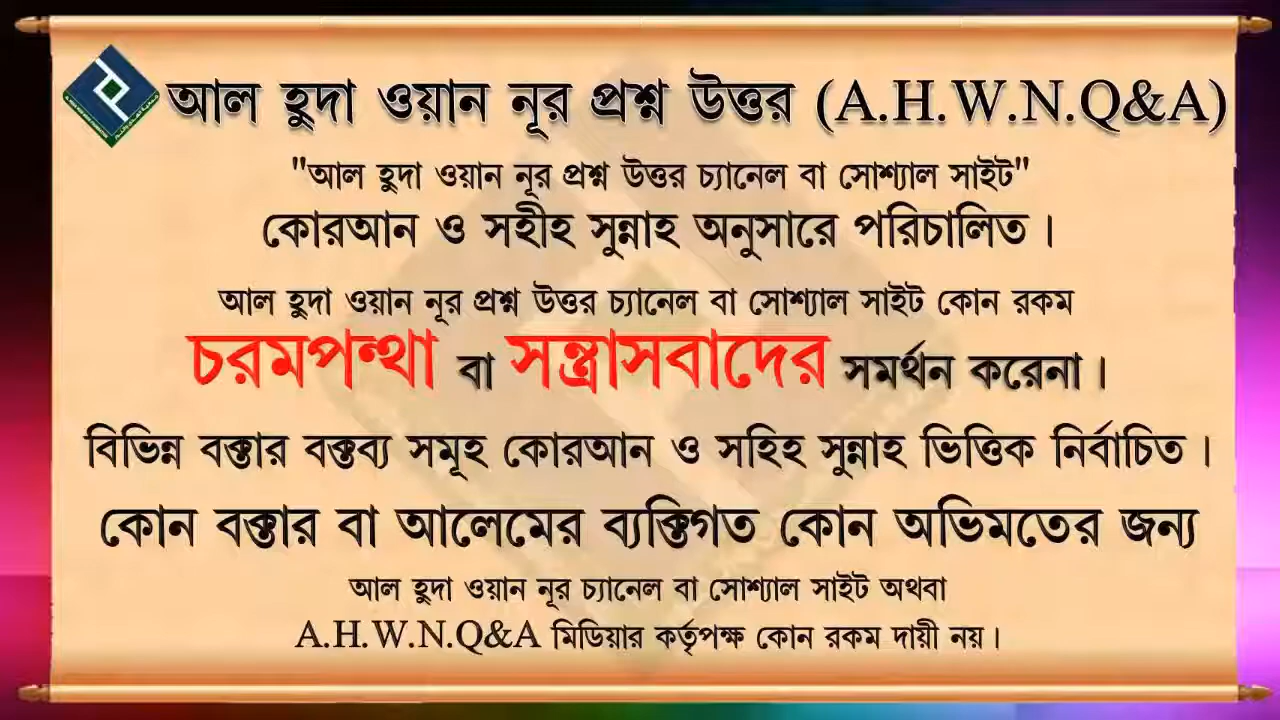 আল হুদা ওয়ান নূর প্রশ্ন উত্তর (A.H.W.N.Q&A)
"আল হুদা ওয়ান নূর প্রশ্ন উত্তর চ্যানেল বা সোশ্যাল সাইট"
কোরআন ও সহীহ সুন্নাহ অনুসারে পরিচালিত।
আল হুদা ওয়ান নূর প্রশ্ন উত্তর চ্যানেল বা সোশ্যাল সাইট কোন রকম
চরমপন্থা বা সন্ত্রাসবাদের সমর্থন করেনা।
বিভিন্ন বক্তার বক্তব্য সমূহ কোরআন ও সহিহ সুন্নাহ ভিত্তিক নির্বাচিত।
কোন বক্তার বা আলেমের ব্যক্তিগত কোন অভিমতের জন্য
আল হুদা ওয়ান নূর চ্যানেল বা সোশ্যাল সাইট অথবা
A.H.W.N.Q&A মিডিয়ার কর্তৃপক্ষ কোন রকম দায়ী নয়।